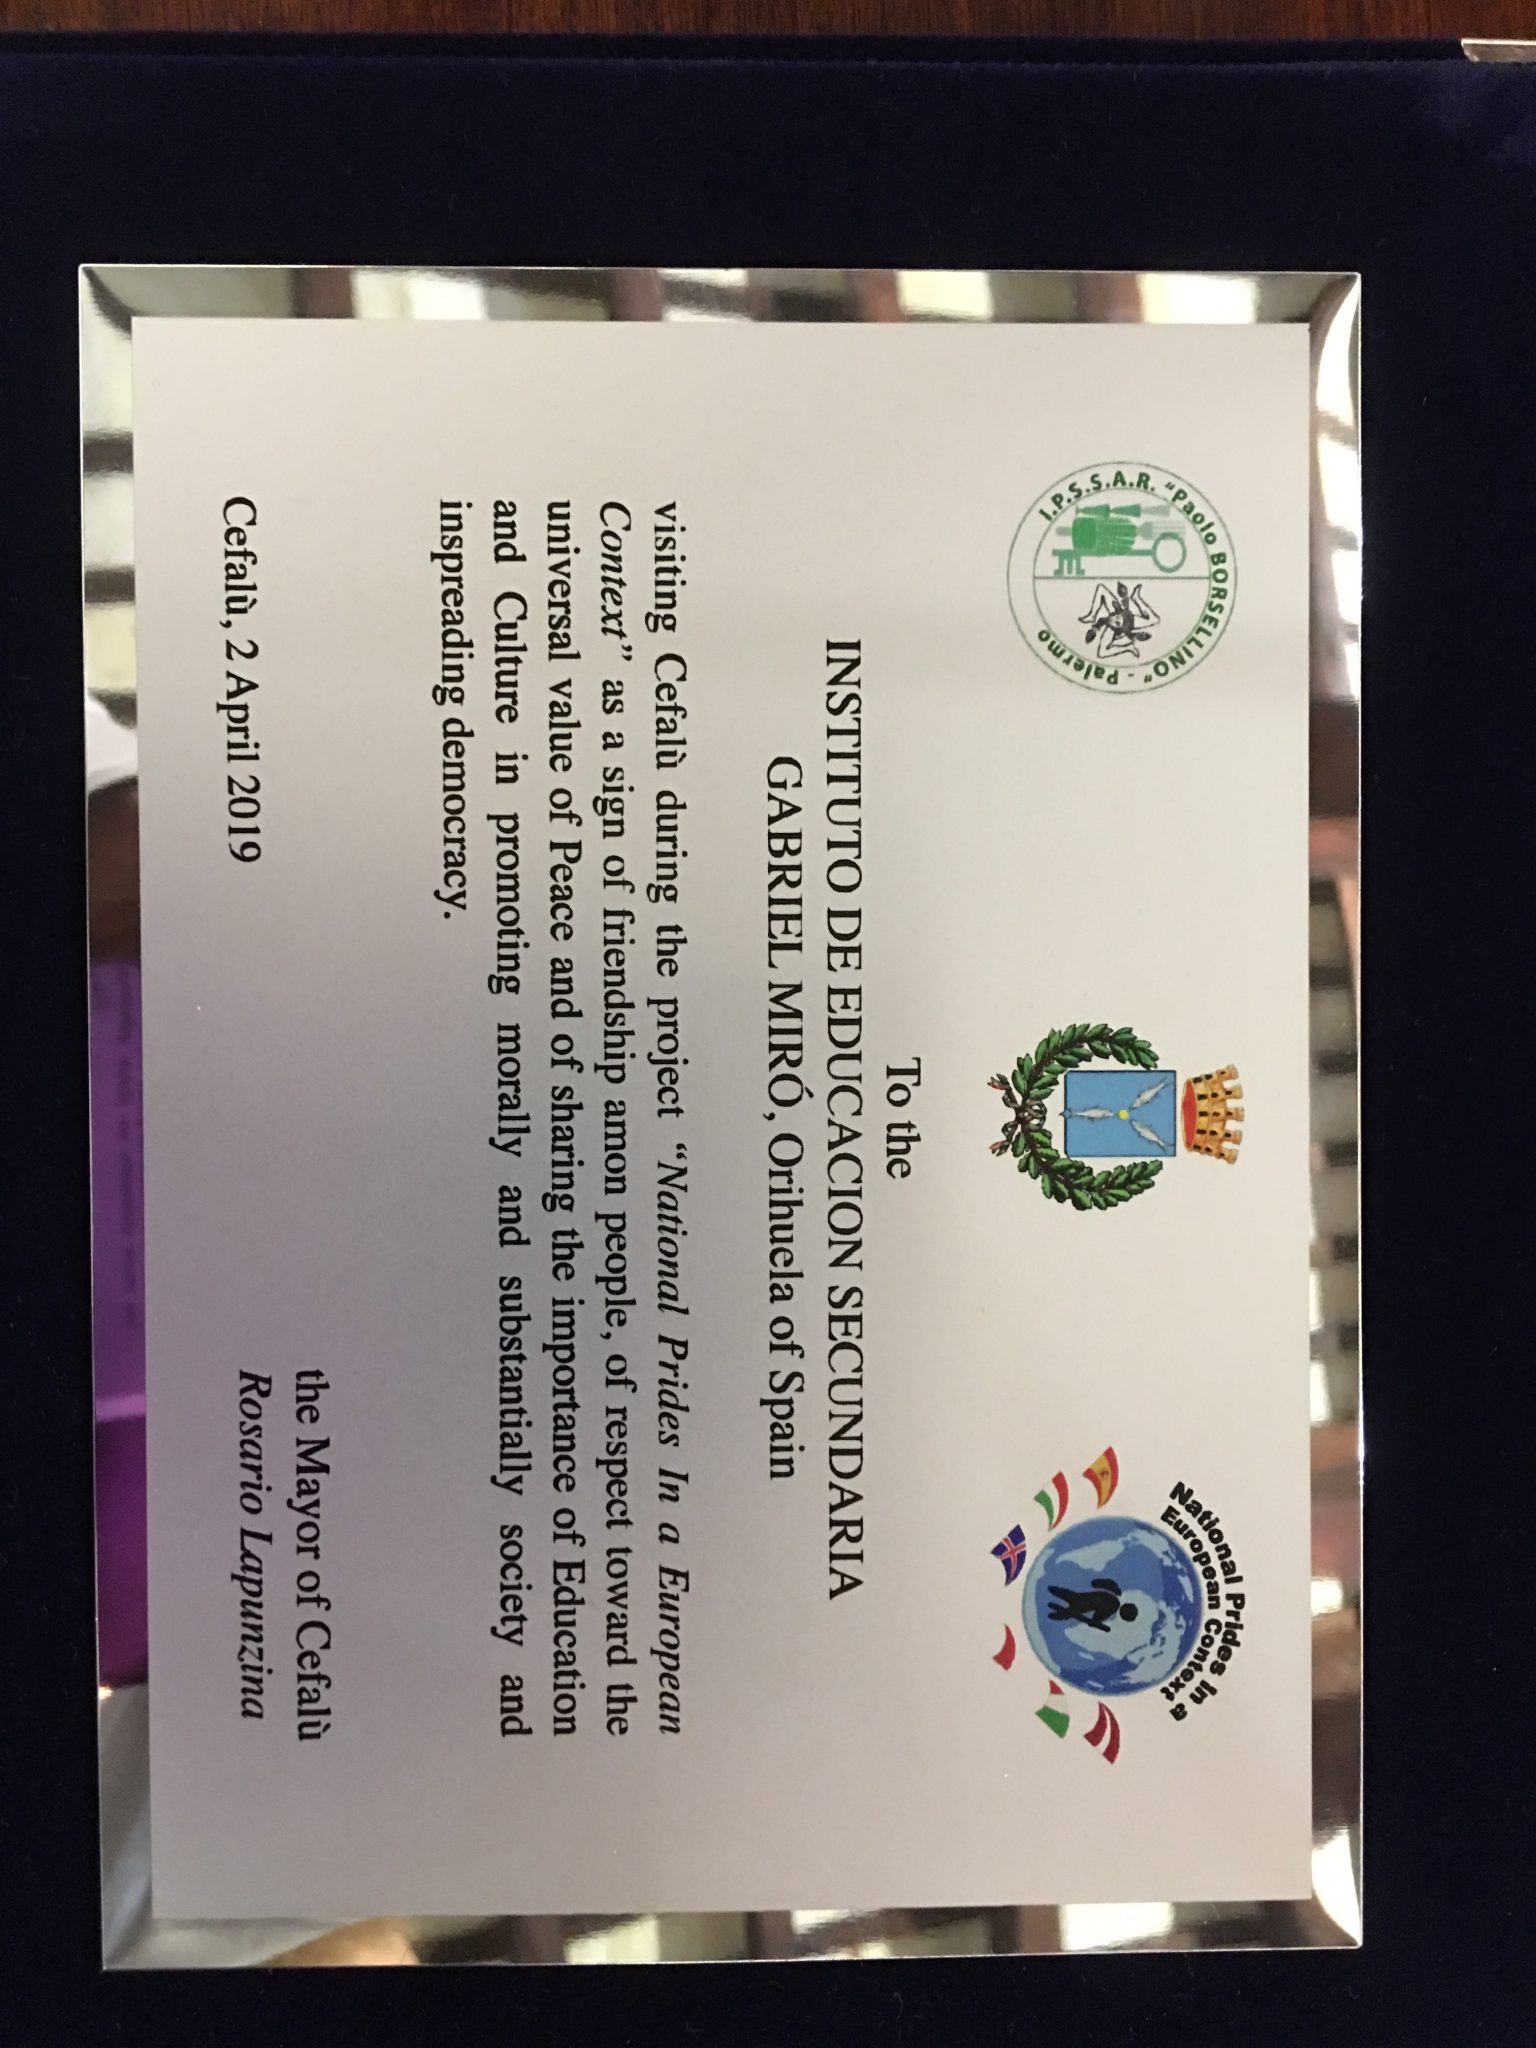 I.P.S.S.A.R. "Paolo BORSELLINO" - Palermo
National Prides In a
European Context
To the
INSTITUTO DE EDUCACION SECUNDARIA
GABRIEL MIRÓ, Orihuela of Spain
visiting Cefalù during the project “National Prides In a European
Context” as a sign of friendship amon people, of respect toward the
universal value of Peace and of sharing the importance of Education
and Culture in promoting morally and substantially society and
inspreading democracy.
the Mayor of Cefalù
Cefalù, 2 April 2019
Rosario Lapunzina